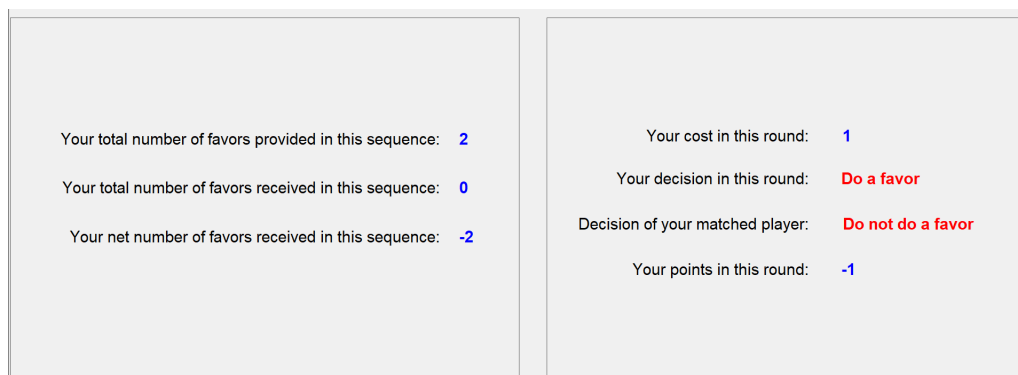 Your total number of favors provided in this sequence: 2
Your total number of favors received in this sequence: 0
Your net number of favors received in this sequence: -2
Your cost in this round: 1
Your decision in this round: Do a favor
Decision of your matched player: Do not do a favor
Your points in this round: -1